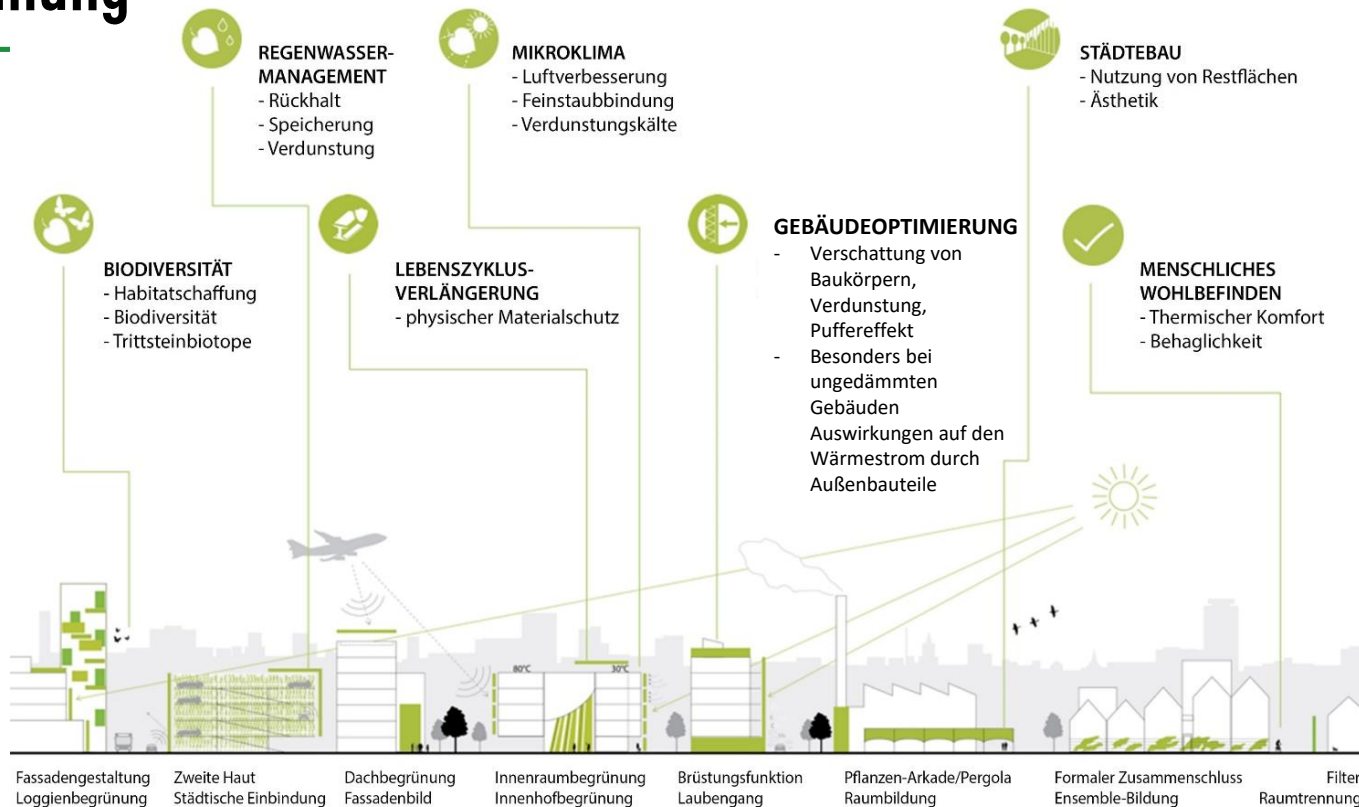 REGENWASSER-
MANAGEMENT
- Rückhalt
- Speicherung
- Verdunstung
MIKROKLIMA
- Luftverbesserung
- Feinstaubbindung
- Verdunstungskälte
STÄDTEBAU
- Nutzung von Restflächen
- Ästhetik
BIODIVERSITÄT
- Habitatschaffung
- Biodiversität
- Trittsteinbiotope
LEBENSZYKLUS-
VERLÄNGERUNG
- physischer Materialschutz
GEBÄUDEOPTIMIERUNG
- Verschattung von
Baukörpern,
Verdunstung,
Puffereffekt
- Besonders bei
ungedämmten
Gebäuden
Auswirkungen auf den
Wärmestrom durch
Außenbauteile
MENSCHLICHES
WOHLBEFINDEN
- Thermischer Komfort
- Behaglichkeit
80°C
30°C
Fassadengestaltung
Loggienbegrünung
Zweite Haut
Städtische Einbindung
Dachbegrünung
Fassadenbild
Innenraumbegrünung
Innenhofbegrünung
Brüstungsfunktion
Laubengang
Pflanzen-Arkade/Pergola
Raumbildung
Formaler Zusammenschluss
Ensemble-Bildung
Filter
Raumtrennung